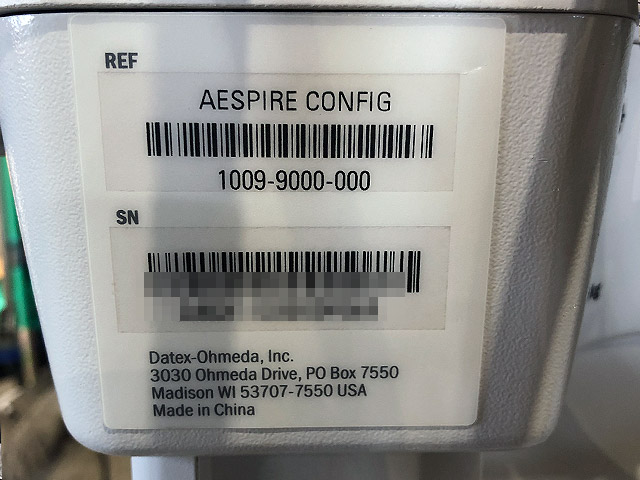 REF
AESPIRE CONFIG
1009-9000-000
SN
Datex-Ohmeda, Inc.
3030 Ohmeda Drive, PO Box 7550
Madison WI 53707-7550 USA
Made in China